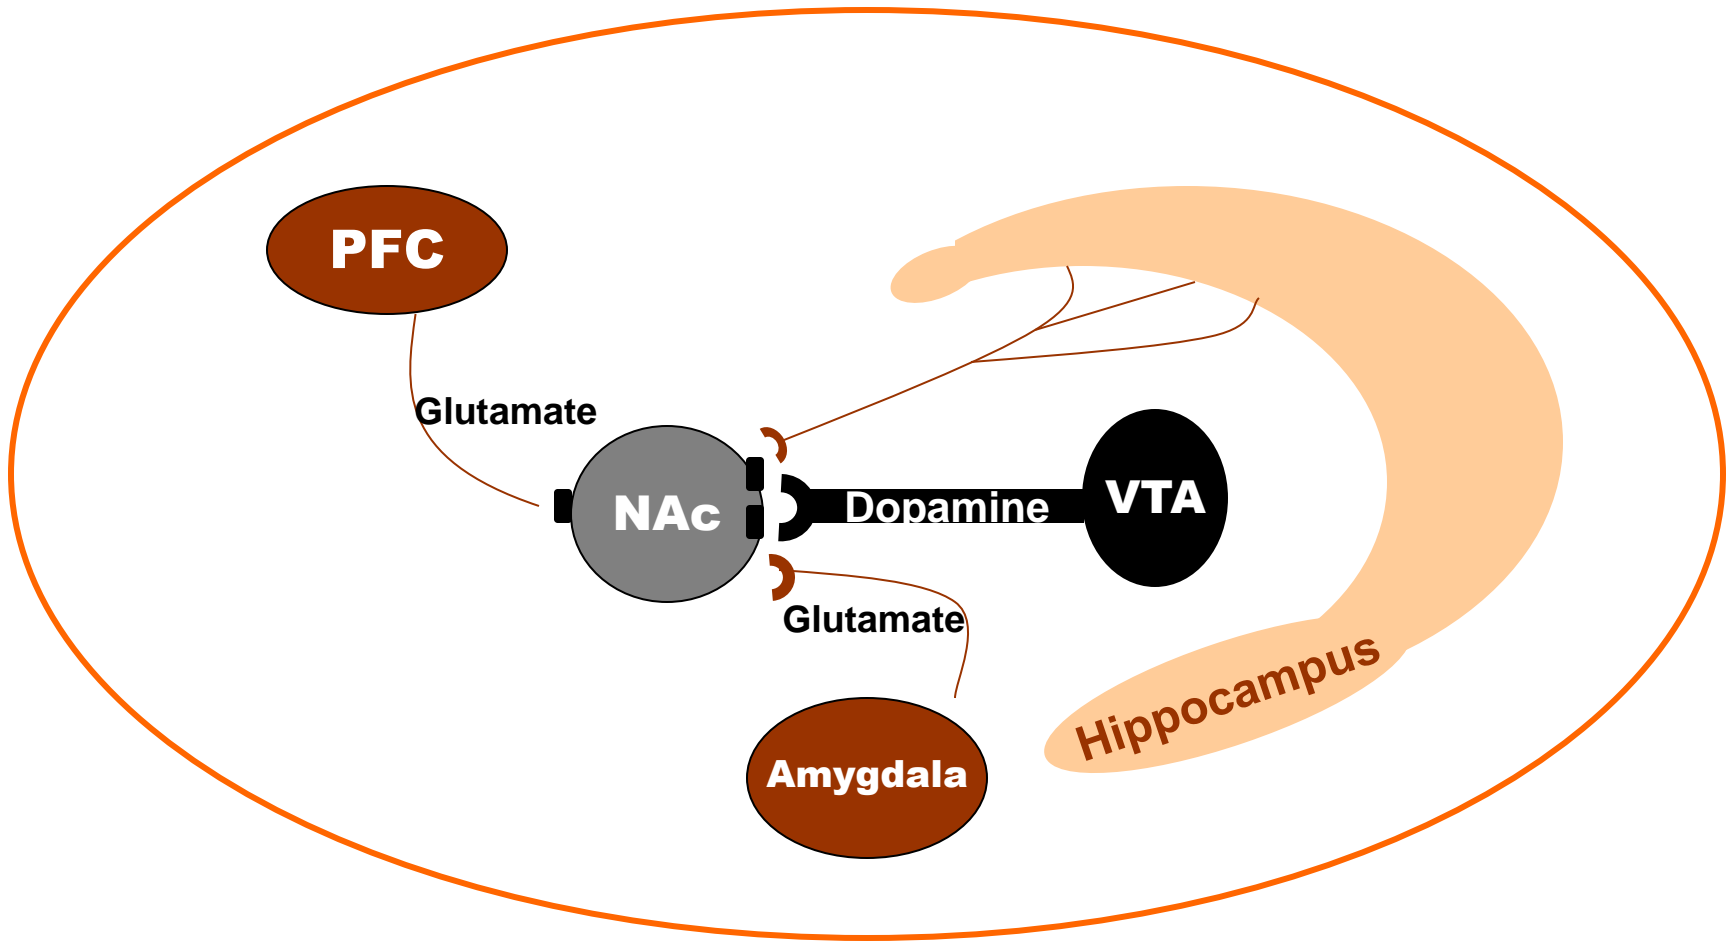 PFC
Glutamate
NAc
Dopamine
VTA
Glutamate
Hippocampus
Amygdala